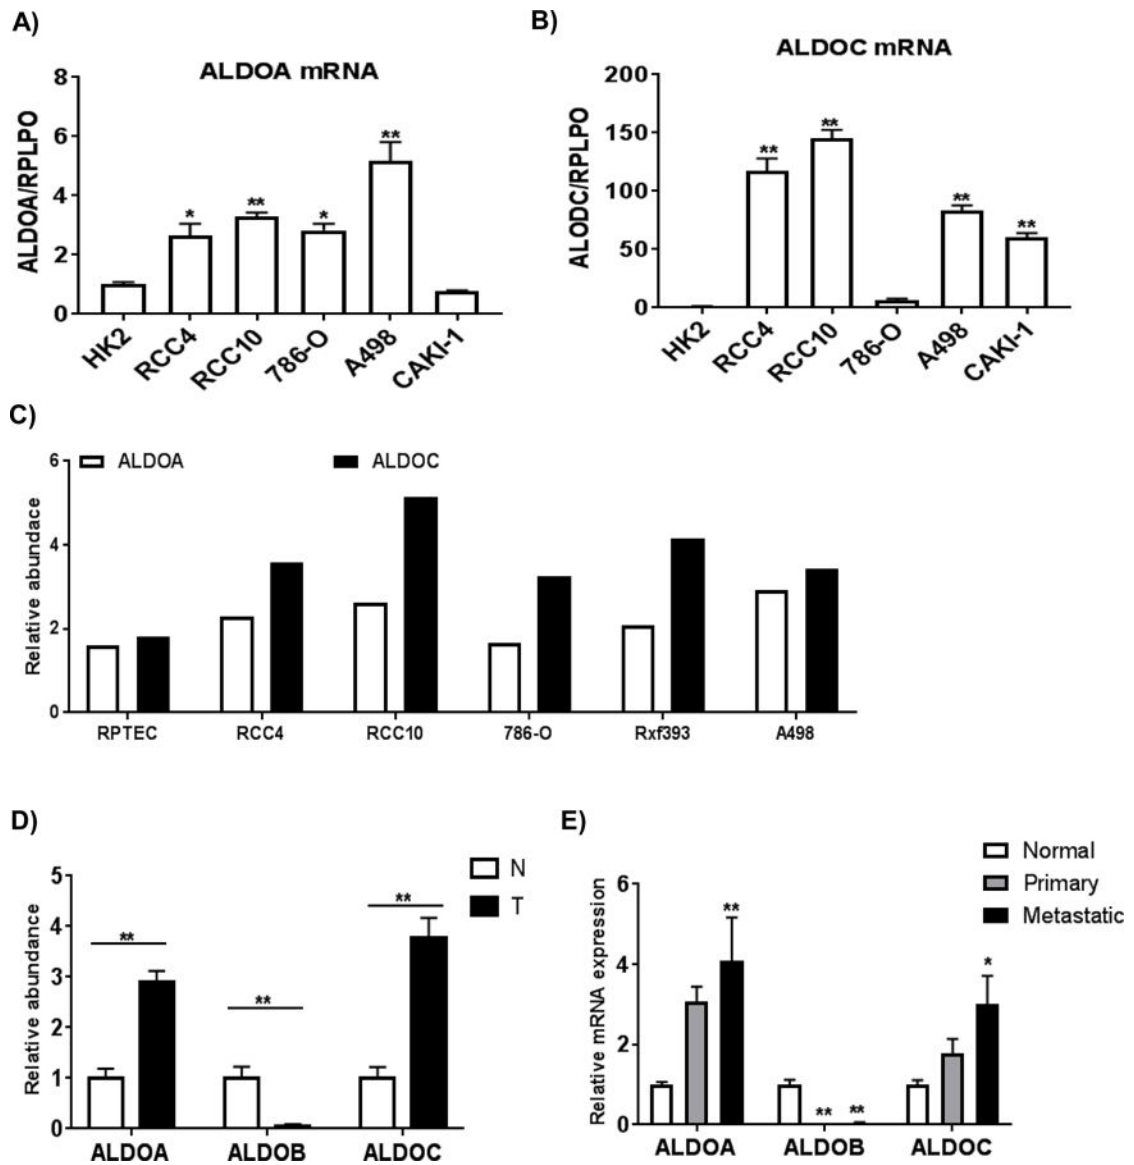 A)
ALDOA mRNA
ALDOA/RPLPO
8
6
4
2
0
*
**
*
**
HK2
RCC4
RCC10
786-O
A498
CAKI-1
B)
ALDOC mRNA
ALODC/RPLPO
200
150
100
50
0
**
**
**
**
HK2
RCC4
RCC10
786-O
A498
CAKI-1
C)
ALDOA
ALDOC
Relative abundace
6
4
2
0
RPTEC
RCC4
RCC10
786-O
Rxf393
A498
D)
N
T
Relative abundance
5
4
3
2
1
0
**
**
**
ALDOA
ALDOB
ALDOC
E)
Normal
Primary
Metastatic
Relative mRNA expression
6
4
2
0
**
**
**
*
ALDOA
ALDOB
ALDOC